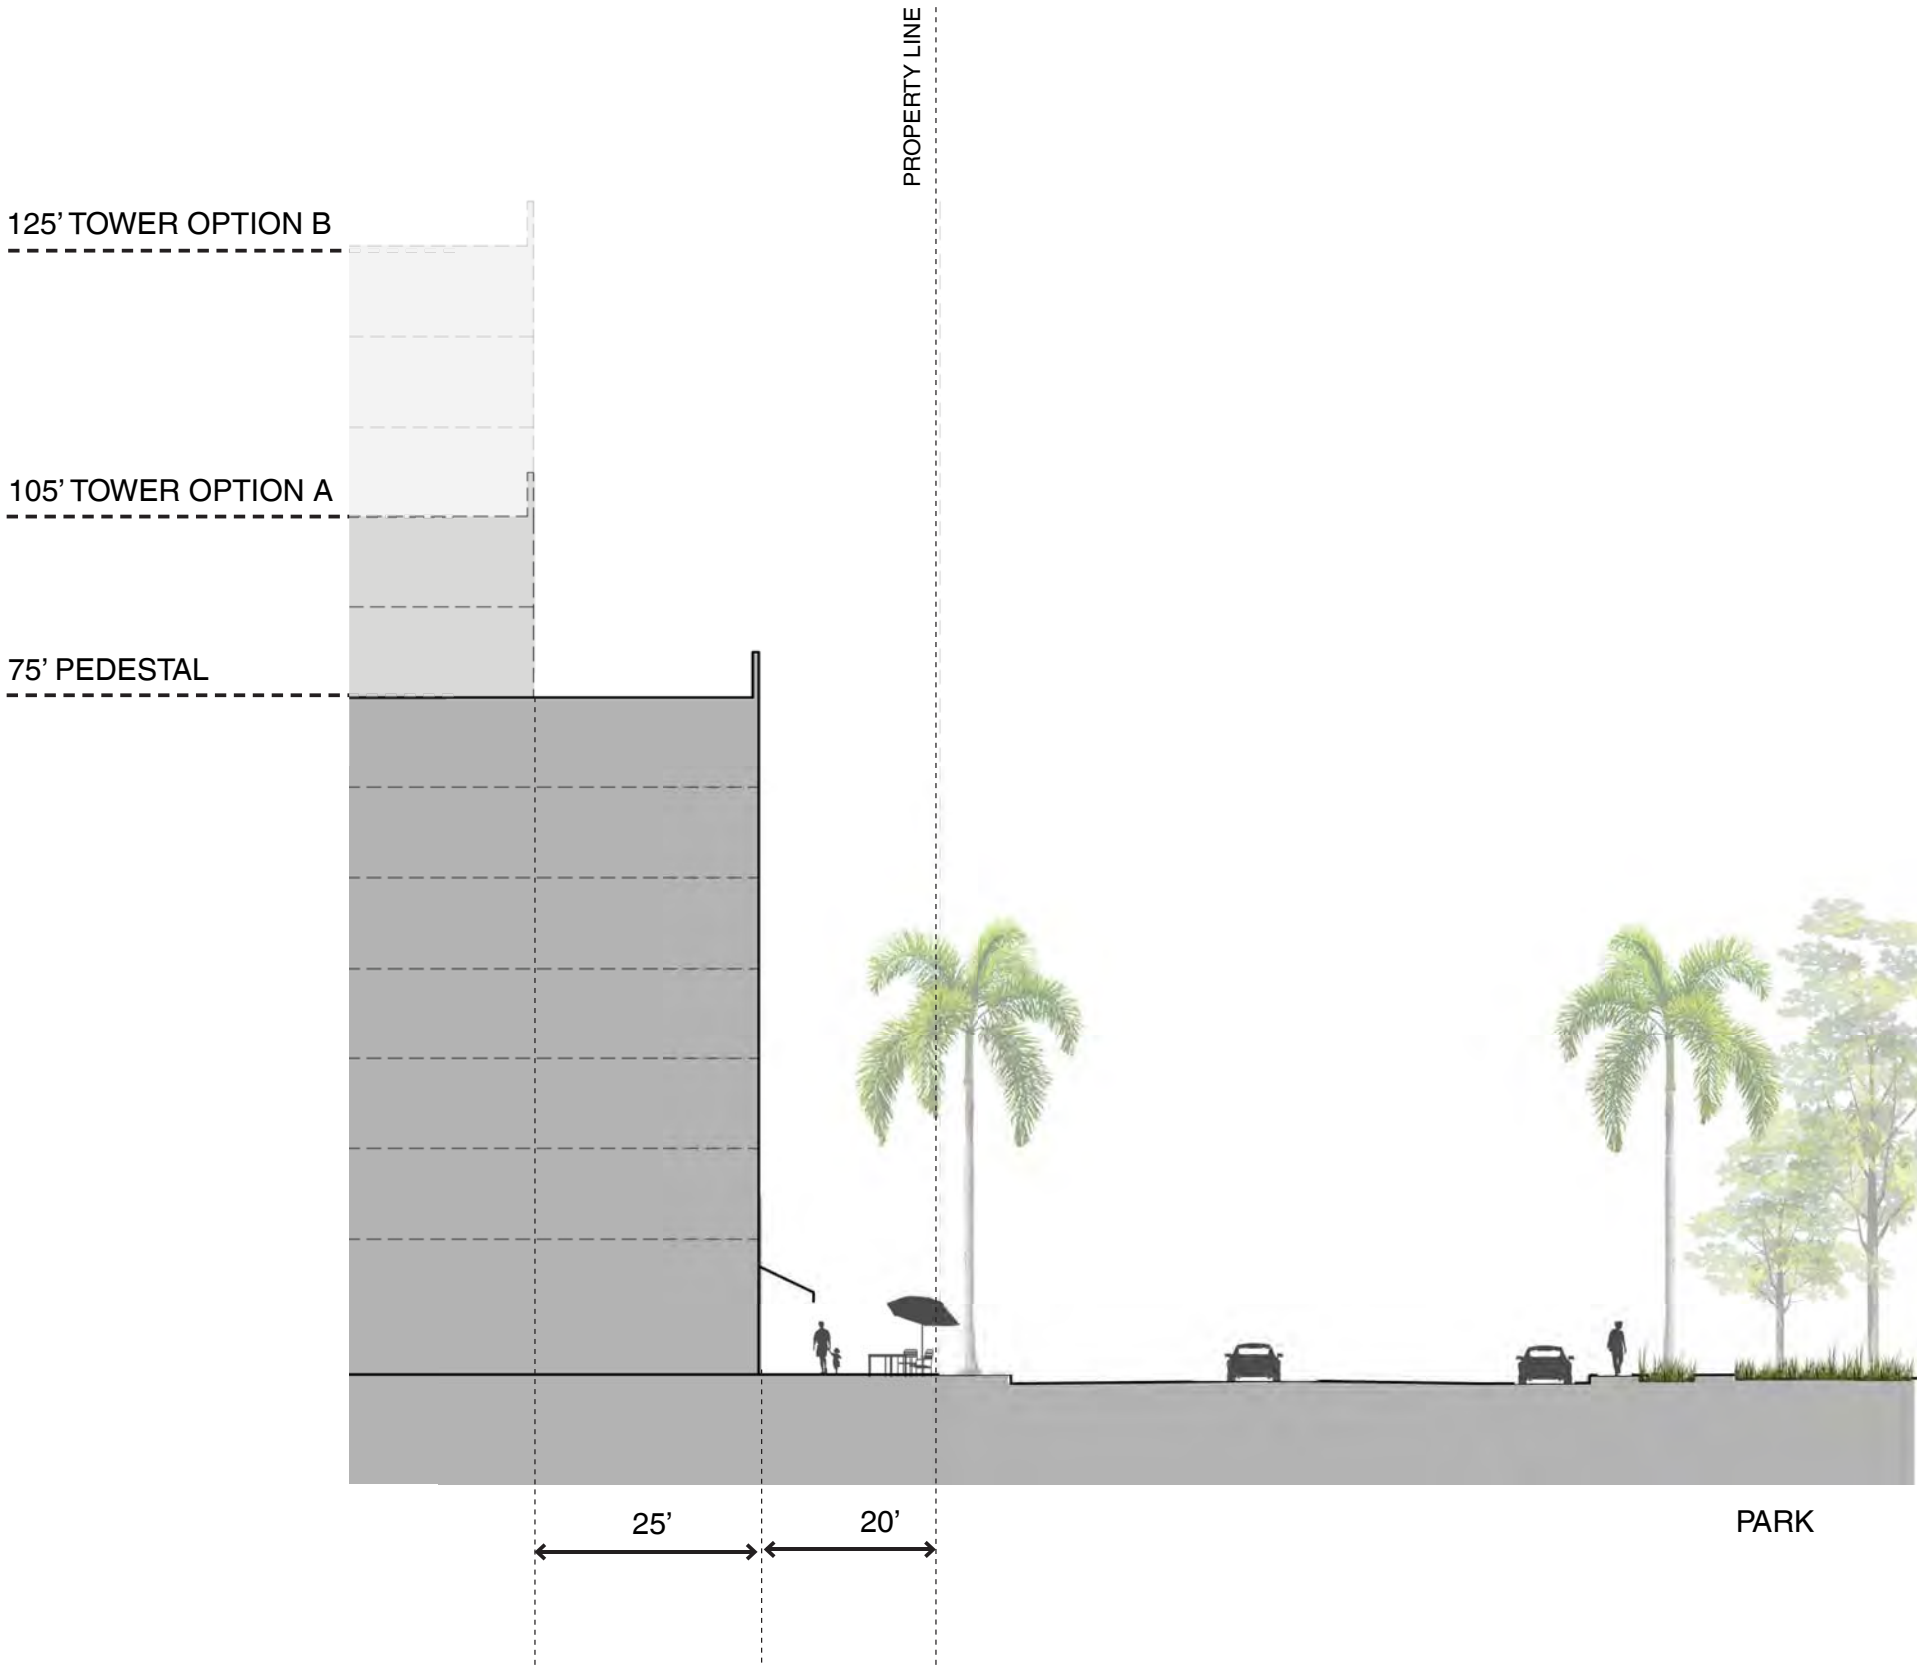 PROPERTY LINE
125’ TOWER OPTION B
105’ TOWER OPTION A
75’ PEDESTAL
25’
20’
PARK